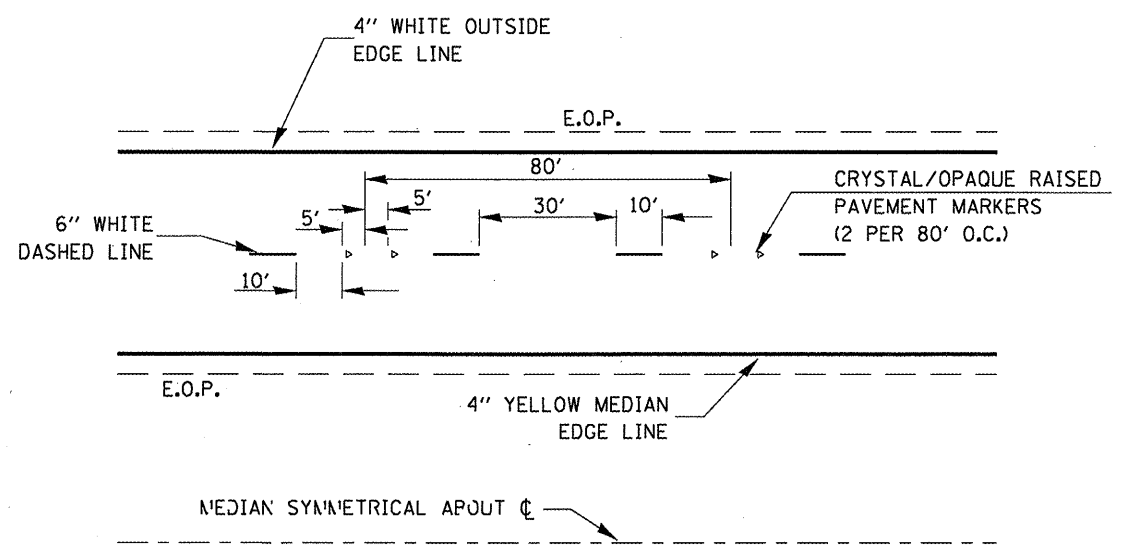 4" WHITE OUTSIDE
EDGE LINE
E.O.P.
80'
CRYSTAL/OPAQUE RAISED
PAVEMENT MARKERS
(2 PER 80' O.C.)
5'
5'
30'
10'
6" WHITE
DASHED LINE
10'
E.O.P.
4" YELLOW MEDIAN
EDGE LINE
MEDIAN SYMMETRICAL ABOUT ℄